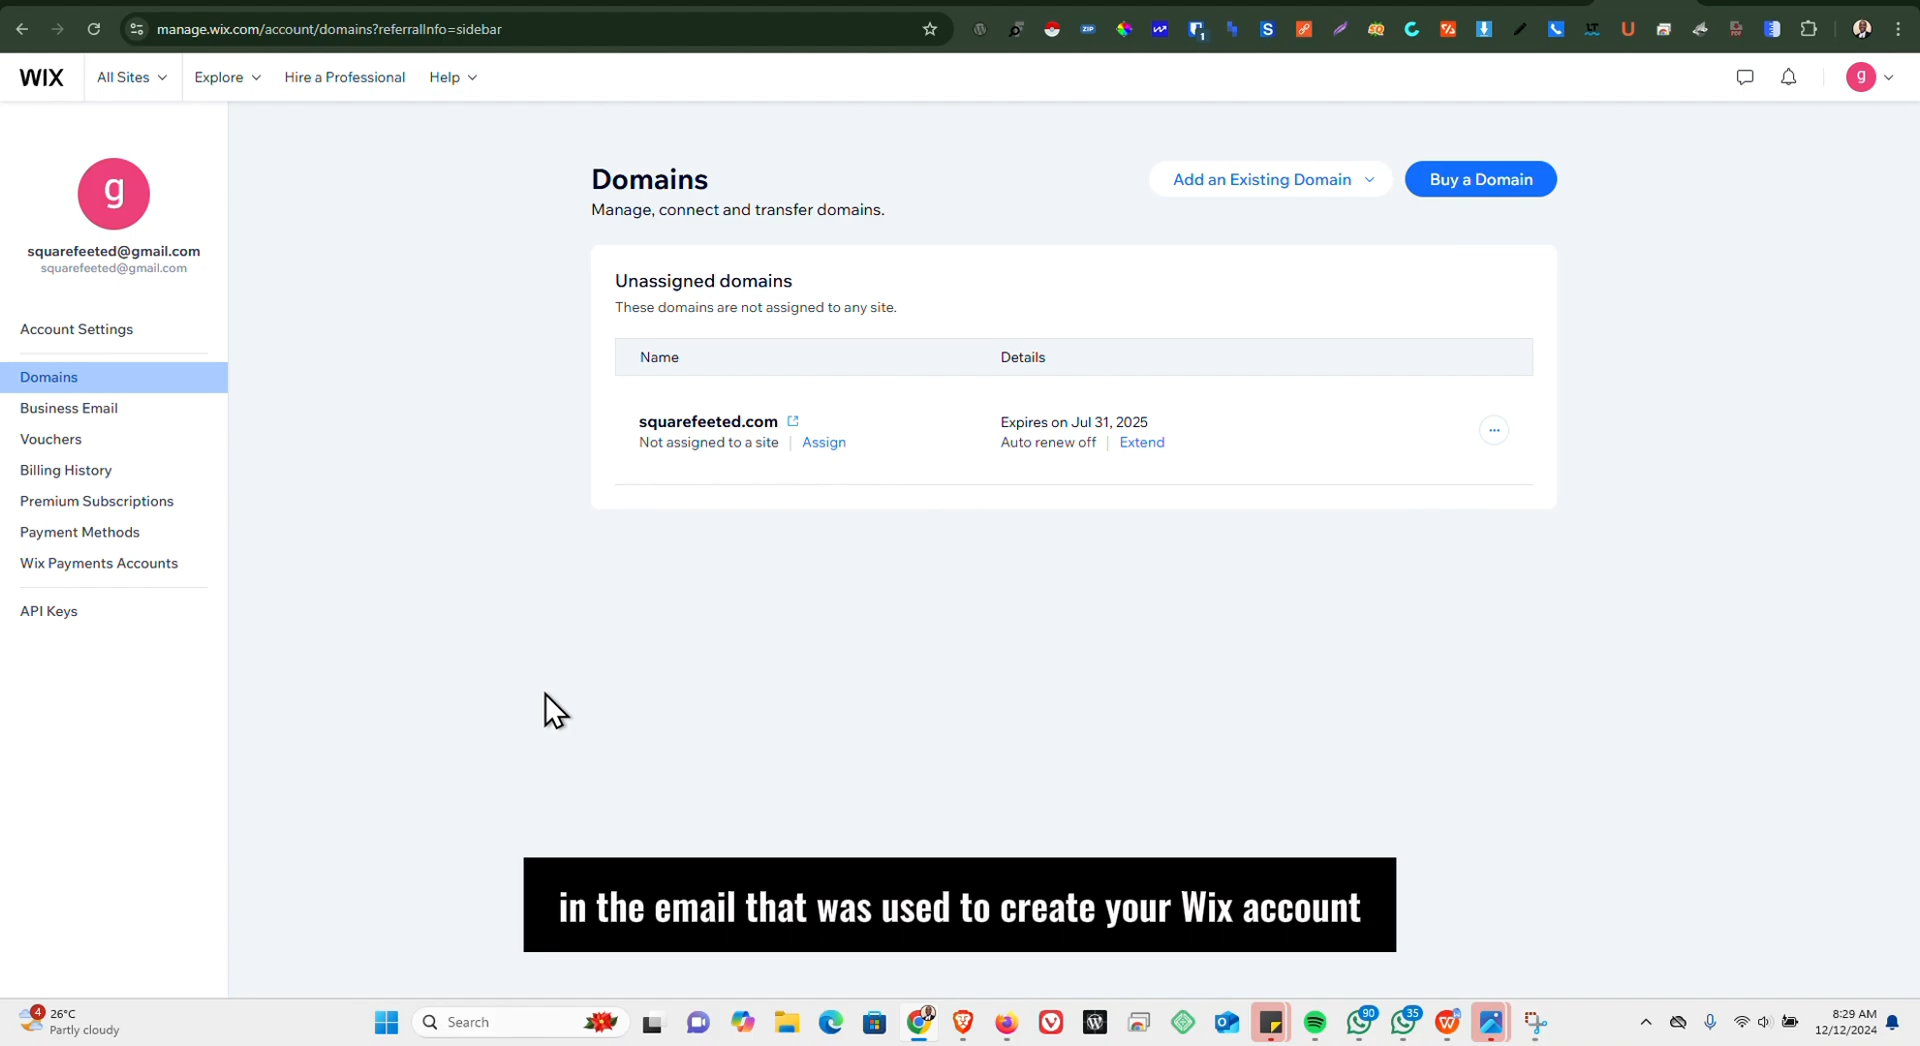 manage.wix.com/account/domains?referralInfo=sidebar
WIX
All Sites
Explore
Hire a Professional
Help
g
g
squarefeeted@gmail.com
squarefeeted@gmail.com
Account Settings
Domains
Business Email
Vouchers
Billing History
Premium Subscriptions
Payment Methods
Wix Payments Accounts
API Keys
Domains
Manage, connect and transfer domains.
Add an Existing Domain
Buy a Domain
Unassigned domains
These domains are not assigned to any site.
Name
Details
squarefeeted.com
Not assigned to a site
Assign
Expires on Jul 31, 2025
Auto renew off
Extend
in the email that was used to create your Wix account
4
26°C
Partly cloudy
Search
90
35
8:29 AM
12/12/2024